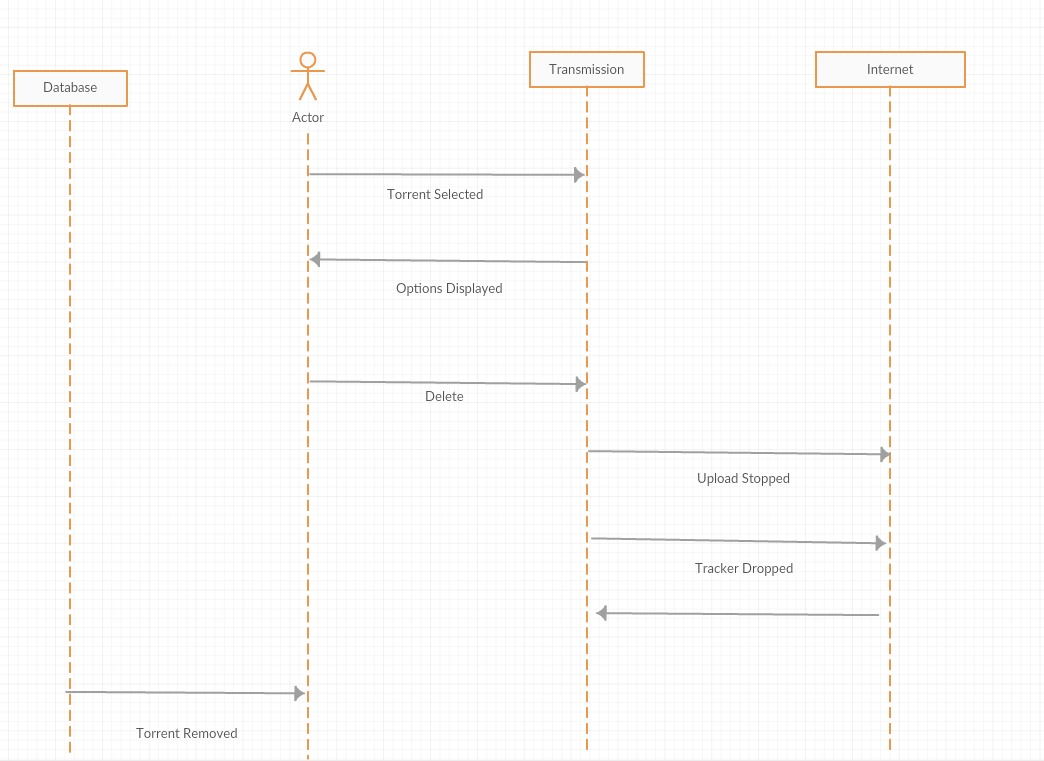 Database
Actor
Transmission
Internet
Torrent Selected
Options Displayed
Delete
Upload Stopped
Tracker Dropped
Torrent Removed